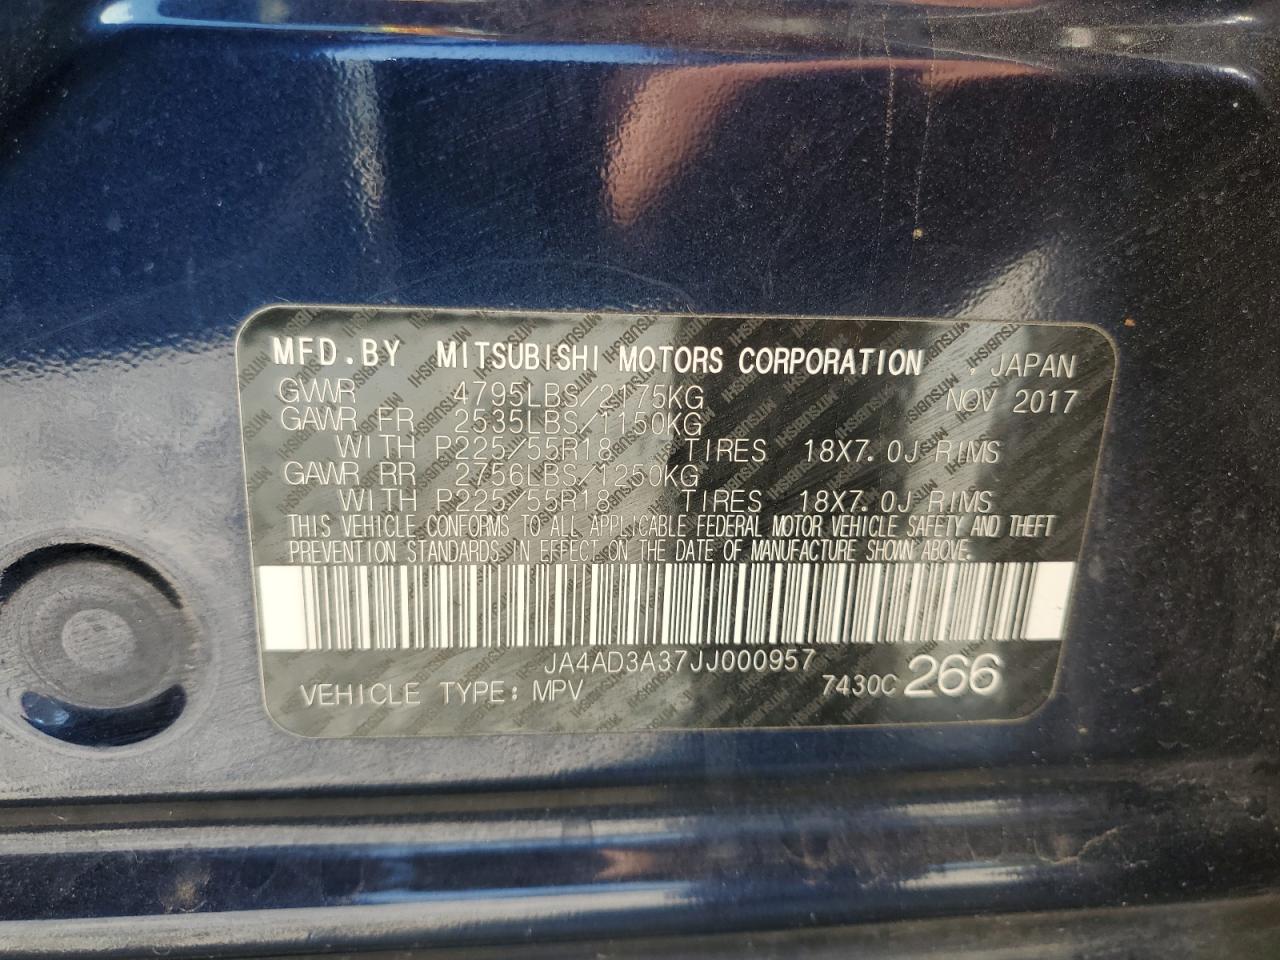 MFD.BY MITSUBISHI MOTORS CORPORATION, JAPAN
GVWR 4795LBS/2175KG NOV 2017
GAWR FR 2535LBS/1150KG
WITH P225/55R18 TIRES 18X7.0J RIMS
GAWR RR 2756LBS/1250KG
WITH P225/55R18 TIRES 18X7.0J RIMS
THIS VEHICLE CONFORMS TO ALL APPLICABLE FEDERAL MOTOR VEHICLE SAFETY AND THEFT
PREVENTION STANDARDS IN EFFECT ON THE DATE OF MANUFACTURE SHOWN ABOVE.
JA4AD3A37JJ000957
VEHICLE TYPE: MPV 7430C 266